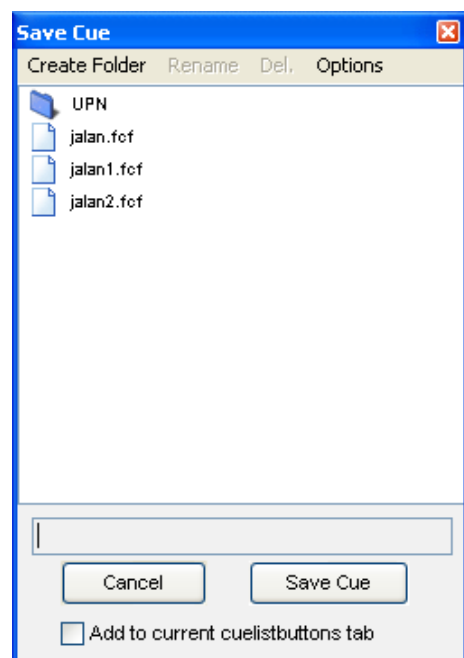 Save Cue
Create Folder Rename Del. Options
UPN
jalan.fcf
jalan1.fcf
jalan2.fcf
Cancel Save Cue
Add to current cuelistbuttons tab